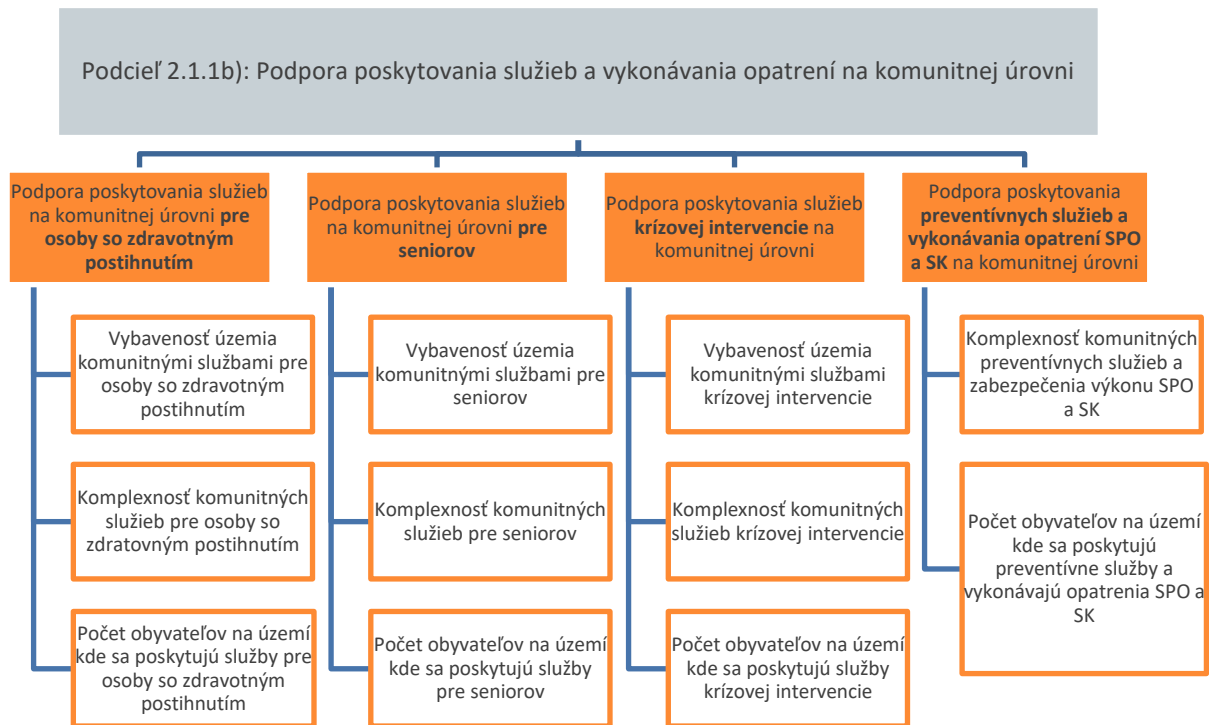 Podcieľ 2.1.1b): Podpora poskytovania služieb a vykonávania opatrení na komunitnej úrovni
Podpora poskytovania služieb
na komunitnej úrovni pre
osoby so zdravotným
postihnutím
Vybavenosť územia
komunitnými službami pre
osoby so zdravotným
postihnutím
Komplexnosť komunitných
služieb pre osoby so
zdratovným postihnutím
Počet obyvateľov na území
kde sa poskytujú služby pre
osoby so zdravotným
postihnutím
Podpora poskytovania služieb
na komunitnej úrovni pre
seniorov
Vybavenosť územia
komunitnými službami pre
seniorov
Komplexnosť komunitných
služieb pre seniorov
Počet obyvateľov na území
kde sa poskytujú služby
pre seniorov
Podpora poskytovania služieb
krízovej intervencie na
komunitnej úrovni
Vybavenosť územia
komunitnými službami
krízovej intervencie
Komplexnosť komunitných
služieb krízovej intervencie
Počet obyvateľov na území
kde sa poskytujú služby
krízovej intervencie
Podpora poskytovania
preventívnych služieb a
vykonávania opatrení SPO
a SK na komunitnej úrovni
Komplexnosť komunitných
preventívnych služieb a
zabezpečenia výkonu SPO
a SK
Počet obyvateľov na území
kde sa poskytujú
preventívne služby a
vykonávajú opatrenia SPO a
SK